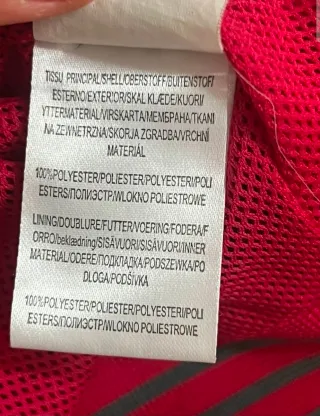 TISSU PRINCIPAL/SHELL/OBERSTOFF/BUITENSTOF/
ESTERNO/EXTERIOR/SKAL KLÆDE/KUORI/
YTTERMATERIAL/VIRSKARTA/МЕМБРАНА/TKANI
NA ZEWNETRZNA/SKORJA ZGRADBA/VRCHNÍ
MATERIÁL
100%POLYESTER/POLIESTER/POLYESTERI/POLI
ESTERS/ПОЛИЭСТР/WLOKNO POLIESTROWE
LINING/DOUBLURE/FUTTER/VOERING/FODERA/F
ORRO/beklædning/SISÄVUORI/SISÄVUORI/INNER
MATERIAL/ODERE/ПОДКЛАДКА/PODSZEWKA/PO
DLOGA/PODŠÍVKA
100%POLYESTER/POLIESTER/POLYESTERI/POLI
ESTERS/ПОЛИЭСТР/WLOKNO POLIESTROWE